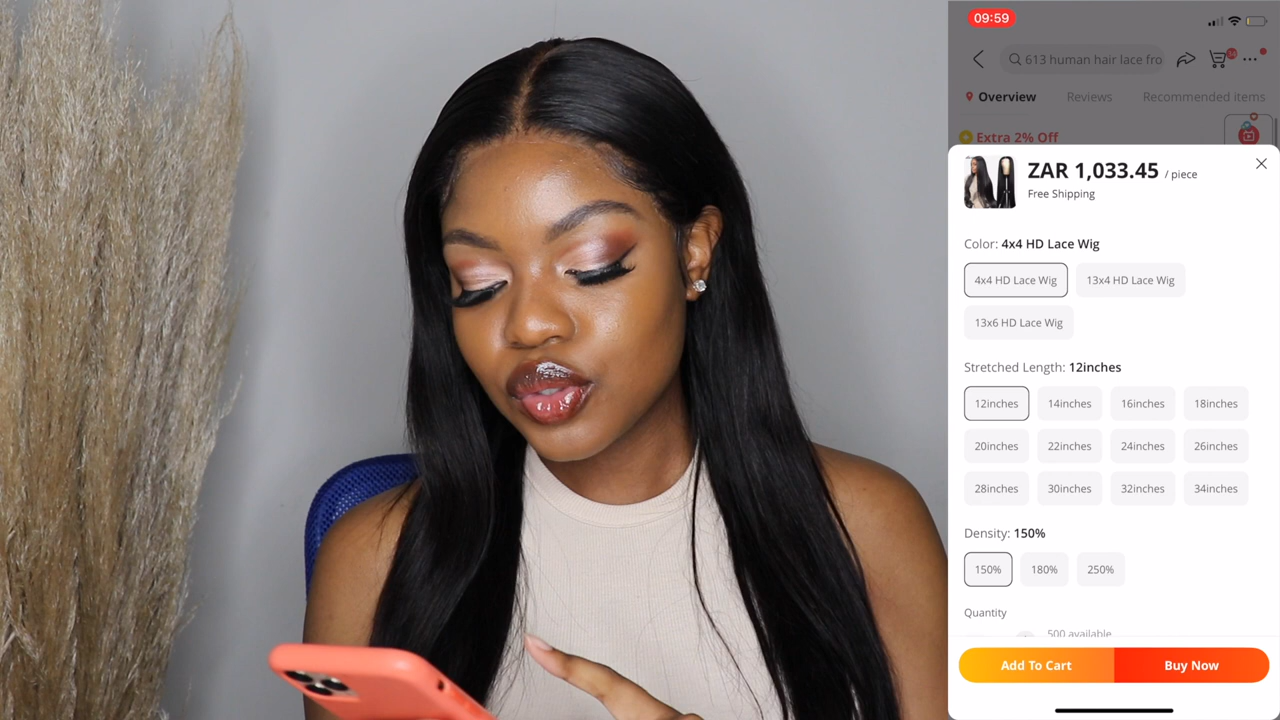 09:59
613 human hair lace fro
Overview Reviews Recommended items
Extra 2% Off
ZAR 1,033.45 / piece
Free Shipping
Color: 4x4 HD Lace Wig
4x4 HD Lace Wig 13x4 HD Lace Wig
13x6 HD Lace Wig
Stretched Length: 12inches
12inches 14inches 16inches 18inches
20inches 22inches 24inches 26inches
28inches 30inches 32inches 34inches
Density: 150%
150% 180% 250%
Quantity
500 available
Add To Cart Buy Now